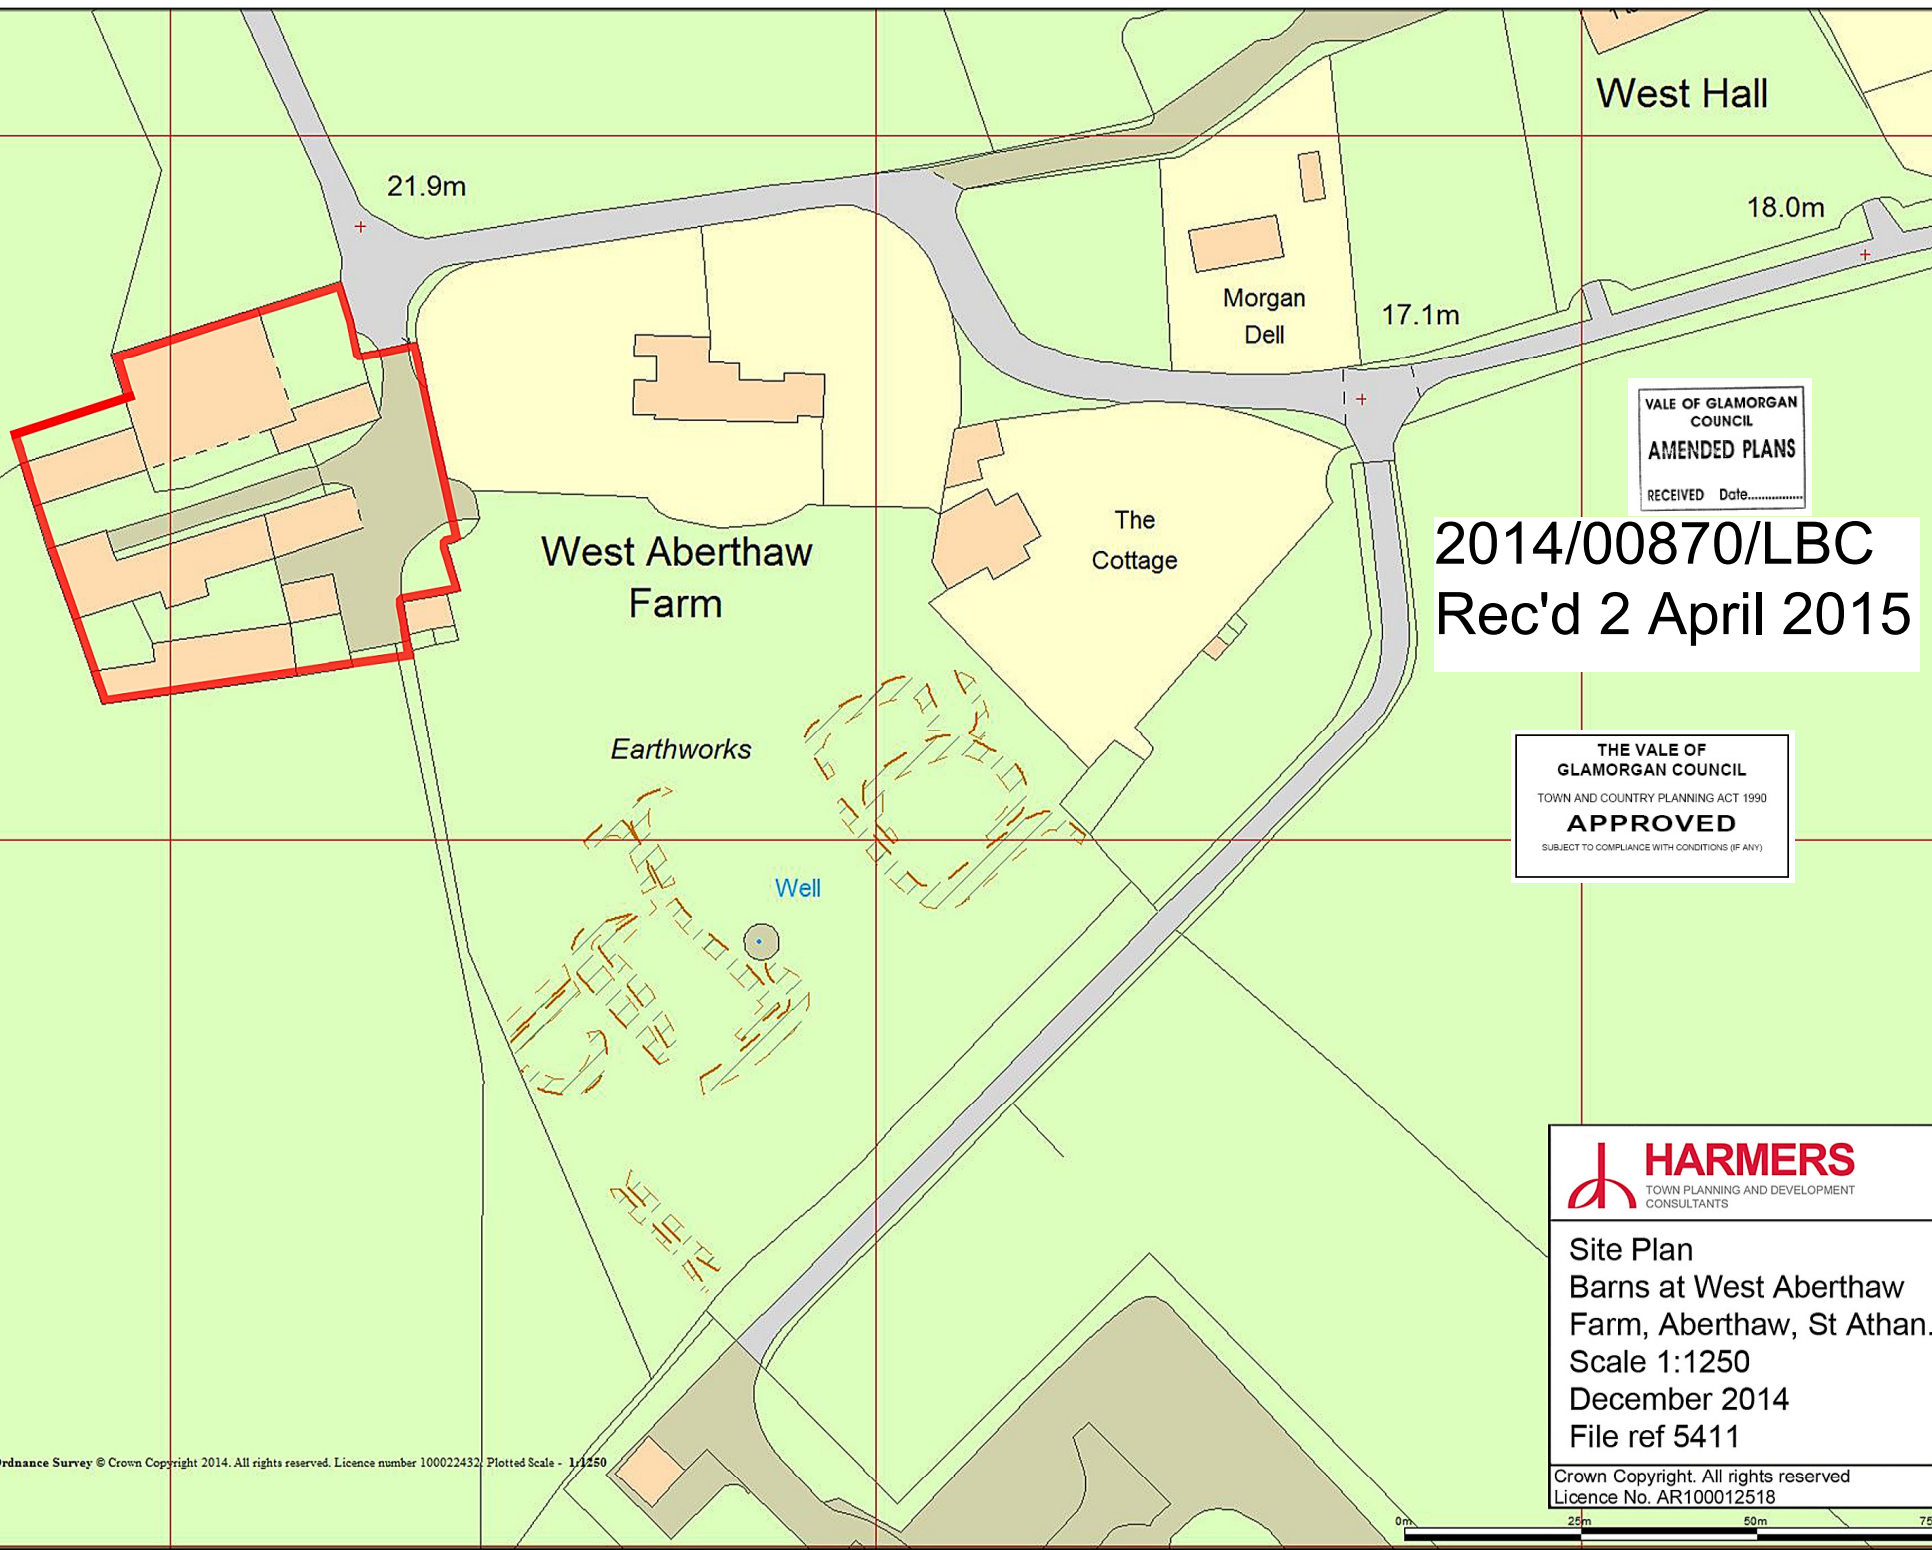 West Hall
21.9m
18.0m
Morgan
Dell
17.1m
VALE OF GLAMORGAN
COUNCIL
AMENDED PLANS
RECEIVED Date...............
The
Cottage
West Aberthaw
Farm
2014/00870/LBC
Rec'd 2 April 2015
Earthworks
THE VALE OF
GLAMORGAN COUNCIL
TOWN AND COUNTRY PLANNING ACT 1990
APPROVED
SUBJECT TO COMPLIANCE WITH CONDITIONS (IF ANY)
Well
HARMERS
TOWN PLANNING AND DEVELOPMENT
CONSULTANTS
Site Plan
Barns at West Aberthaw
Farm, Aberthaw, St Athan.
Scale 1:1250
December 2014
File ref 5411
rdnance Survey © Crown Copyright 2014. All rights reserved. Licence number 100022432. Plotted Scale - 1:1250
Crown Copyright. All rights reserved
Licence No. AR100012518
0m 25m 50m 75